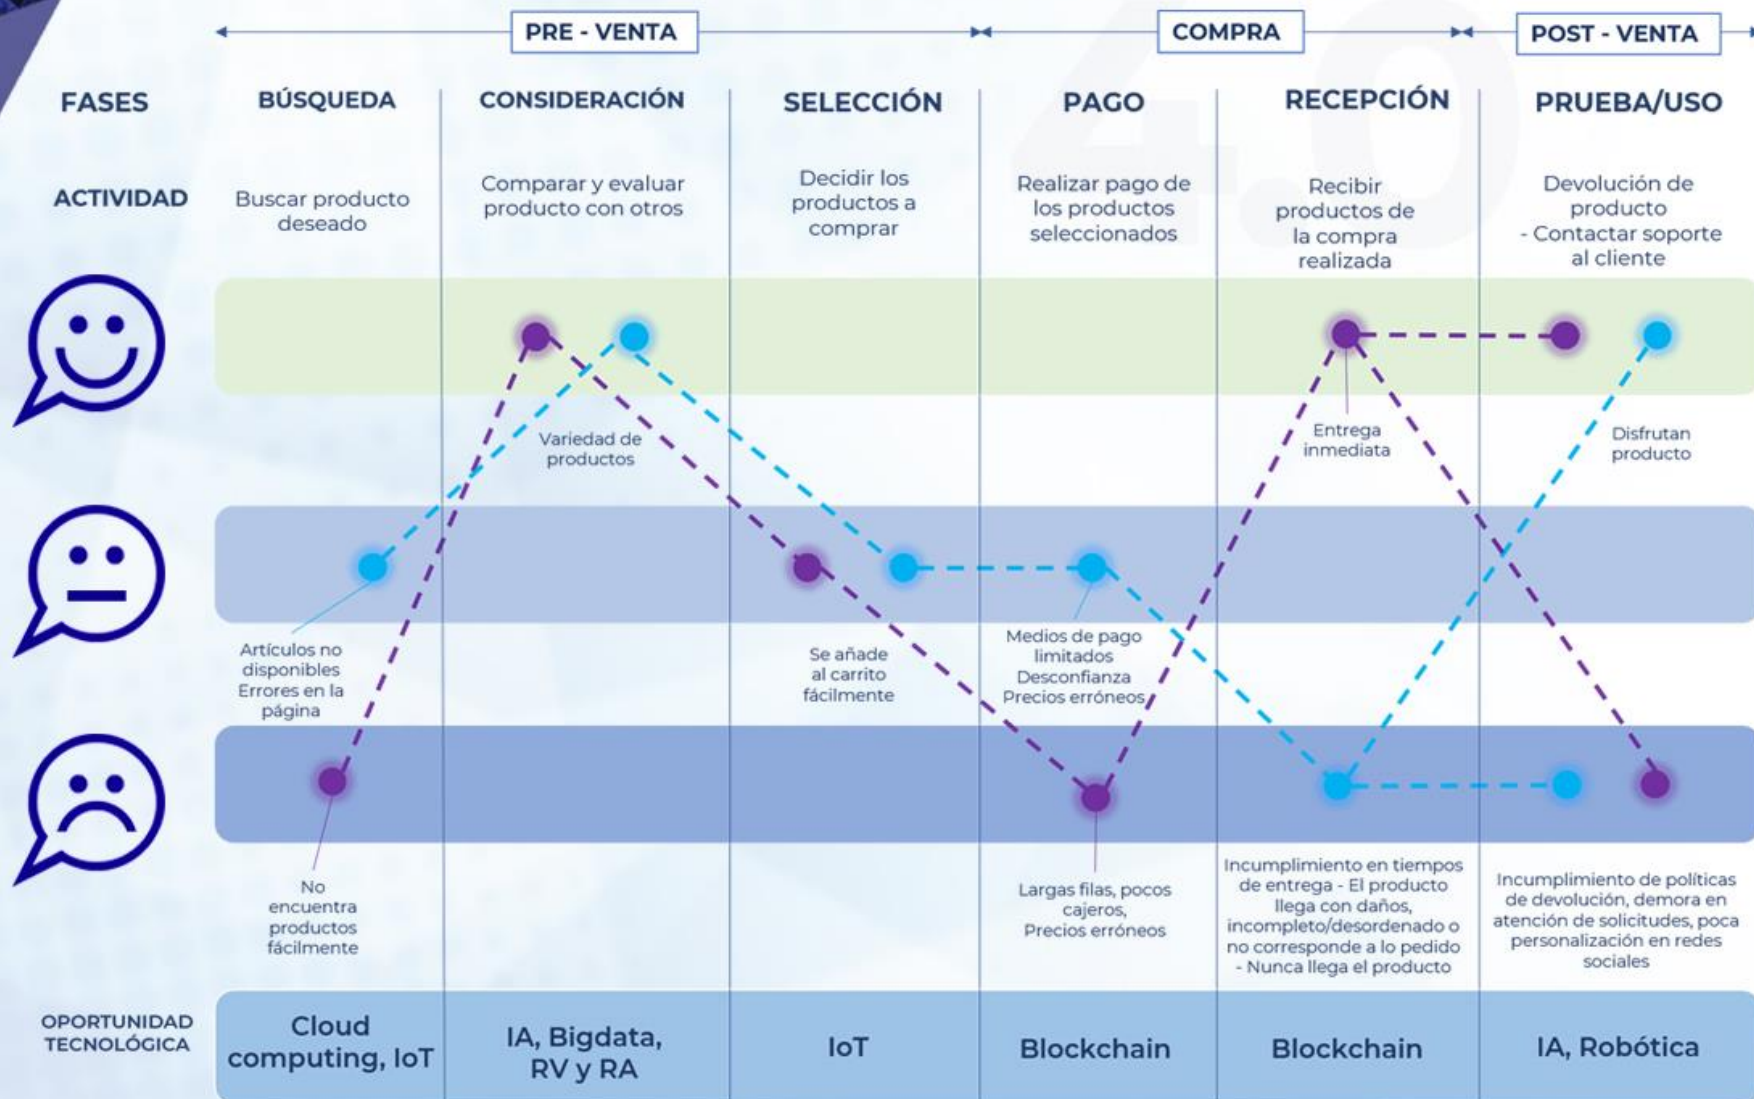 PRE - VENTA
COMPRA
POST - VENTA
4.0
FASES
BÚSQUEDA
CONSIDERACIÓN
SELECCIÓN
PAGO
RECEPCIÓN
PRUEBA/USO
ACTIVIDAD
Buscar producto
deseado
Comparar y evaluar
producto con otros
Decidir los
productos a
comprar
Realizar pago de
los productos
seleccionados
Recibir
productos de
la compra
realizada
Devolución de
producto
- Contactar soporte
al cliente
Variedad de
productos
Entrega
inmediata
Disfrutan
producto
Artículos no
disponibles
Errores en la
página
Se añade
al carrito
fácilmente
Medios de pago
limitados
Desconfianza
Precios erróneos
No
encuentra
productos
fácilmente
Largas filas, pocos
cajeros,
Precios erróneos
Incumplimiento en tiempos
de entrega - El producto
llega con daños,
incompleto/desordenado o
no corresponde a lo pedido
- Nunca llega el producto
Incumplimiento de políticas
de devolución, demora en
atención de solicitudes, poca
personalización en redes
sociales
OPORTUNIDAD
TECNOLÓGICA
Cloud
computing, IoT
IA, Bigdata,
RV y RA
IoT
Blockchain
Blockchain
IA, Robótica